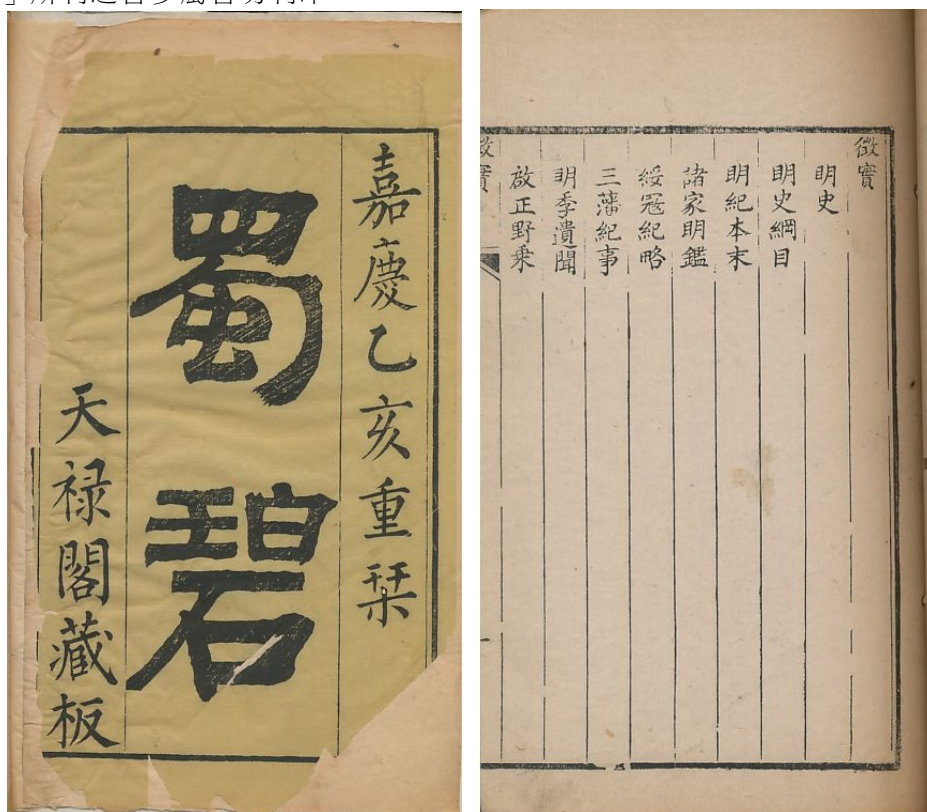 嘉慶乙亥重栞
蜀碧
天禄閣藏板
徵實
明史
明史綱目
明紀本末
諸家明鑑
綏冦紀略
三藩紀事
明季遺聞
啟正野乘